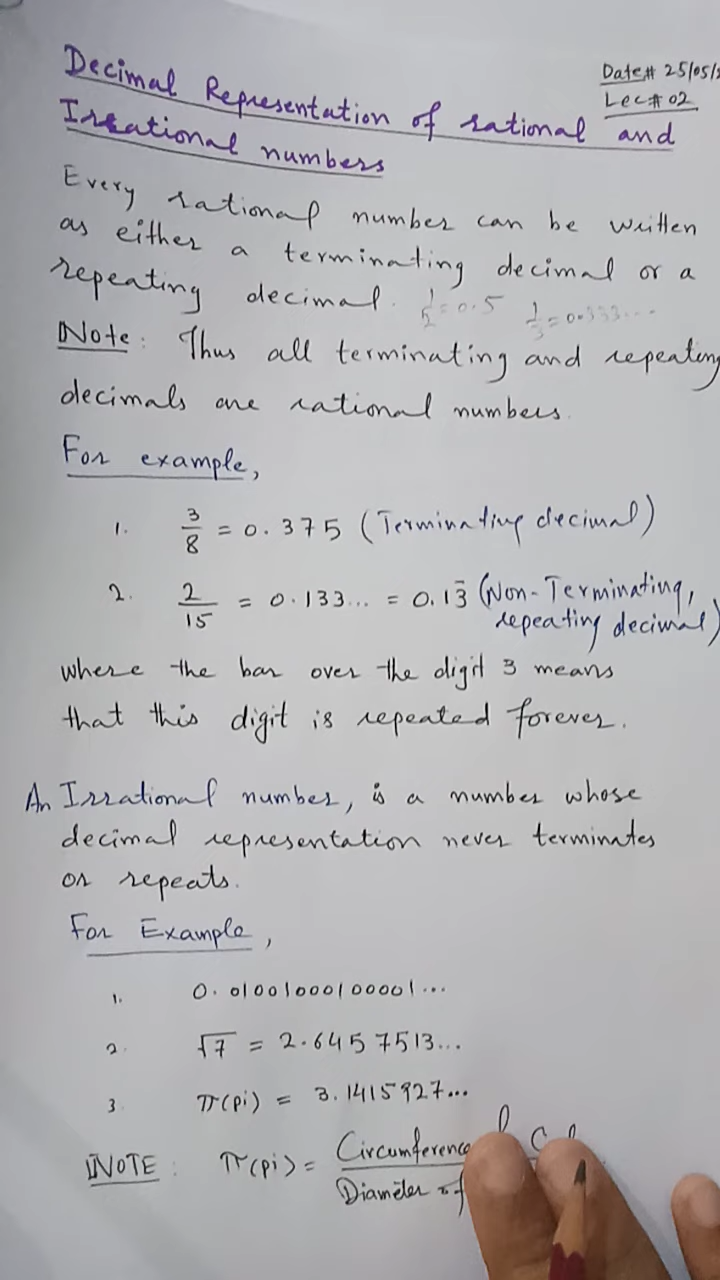 Date# 25/05/2
Lec# 02
Decimal Representation of rational and
Irrational numbers
Every rational number can be written
as either a terminating decimal or a
repeating decimal. 1/2 = 0.5 1/3 = 0.333...
Note: Thus all terminating and repeating
decimals are rational numbers.
For example,
1. 3/8 = 0.375 (Terminating decimal)
2. 2/15 = 0.133... = 0.13̄ (Non-Terminating,
repeating decimal)
where the bar over the digit 3 means
that this digit is repeated forever.
An Irrational number, is a number whose
decimal representation never terminates
or repeats.
For Example,
1. 0.01001000100001...
2. √7 = 2.6457513...
3. π(pi) = 3.1415927...
NOTE: π(pi) = Circumference
Diameter of